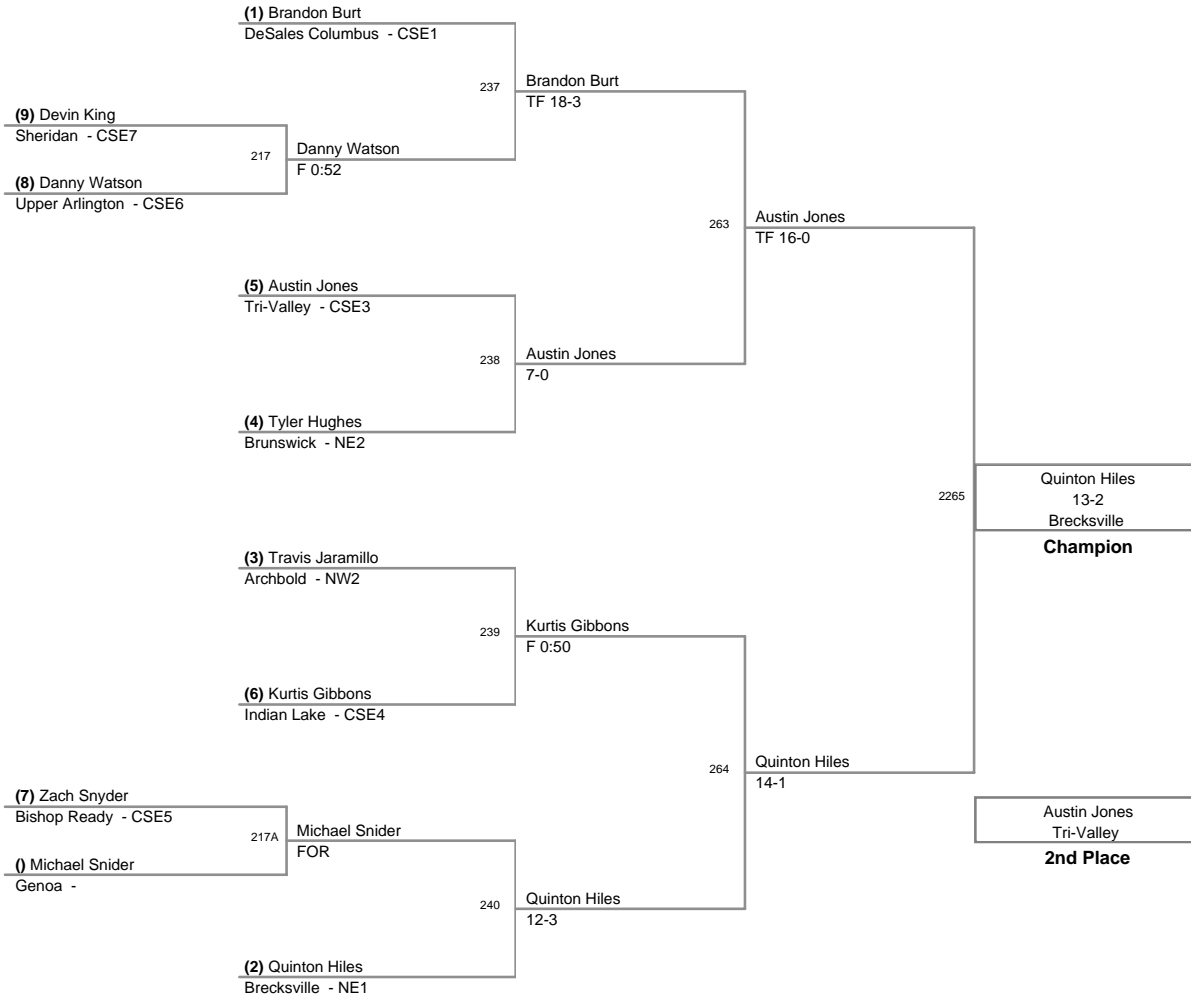 (1) Brandon Burt
DeSales Columbus - CSE1
237
Brandon Burt
TF 18-3
(9) Devin King
Sheridan - CSE7
217
Danny Watson
F 0:52
(8) Danny Watson
Upper Arlington - CSE6
263
Austin Jones
TF 16-0
(5) Austin Jones
Tri-Valley - CSE3
238
Austin Jones
7-0
(4) Tyler Hughes
Brunswick - NE2
2265
Quinton Hiles
13-2
Brecksville
Champion
(3) Travis Jaramillo
Archbold - NW2
239
Kurtis Gibbons
F 0:50
(6) Kurtis Gibbons
Indian Lake - CSE4
264
Quinton Hiles
14-1
(7) Zach Snyder
Bishop Ready - CSE5
217A
Michael Snider
FOR
() Michael Snider
Genoa -
Austin Jones
Tri-Valley
2nd Place
240
Quinton Hiles
12-3
(2) Quinton Hiles
Brecksville - NE1